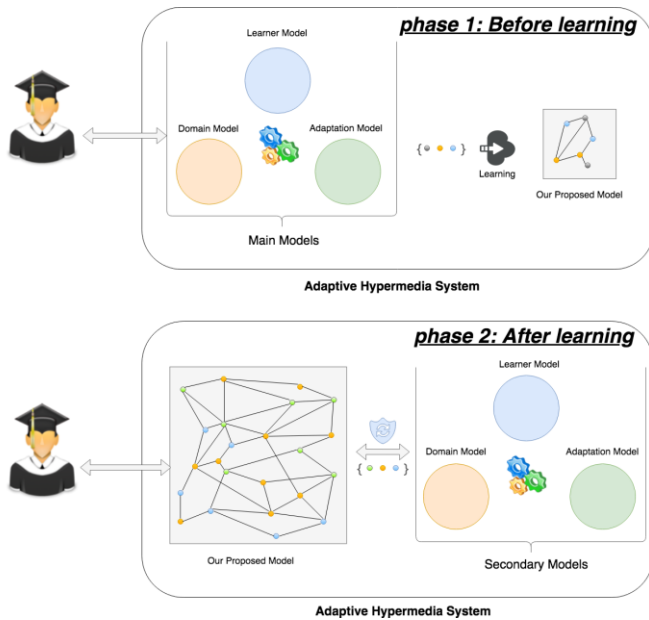 phase 1: Before learning
Learner Model
Domain Model
Adaptation Model
{ }
Learning
Our Proposed Model
Main Models
Adaptive Hypermedia System
phase 2: After learning
Learner Model
Domain Model
Adaptation Model
{ }
Our Proposed Model
Secondary Models
Adaptive Hypermedia System